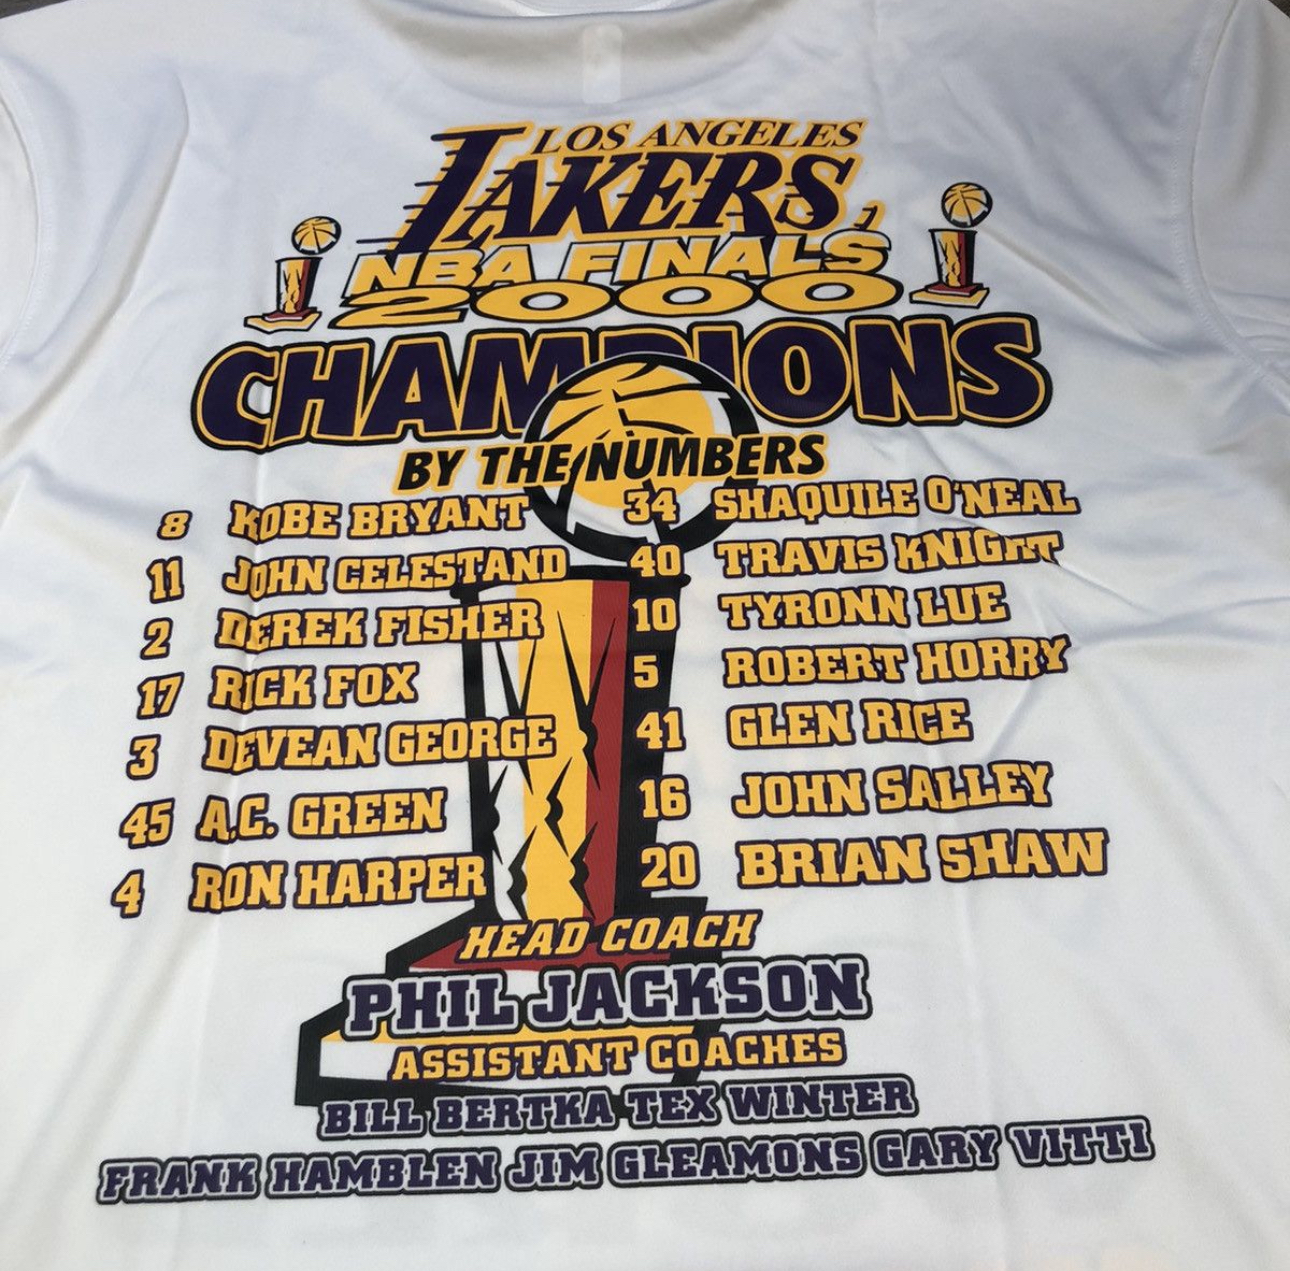 LOS ANGELES
LAKERS
NBA FINALS
2000
CHAMPIONS
BY THE NUMBERS
8 KOBE BRYANT 34 SHAQUILE O'NEAL
11 JOHN CELESTAND 40 TRAVIS KNIGHT
2 DEREK FISHER 10 TYRONN LUE
17 RICK FOX 5 ROBERT HORRY
3 DEVEAN GEORGE 41 GLEN RICE
45 A.C. GREEN 16 JOHN SALLEY
4 RON HARPER 20 BRIAN SHAW
HEAD COACH
PHIL JACKSON
ASSISTANT COACHES
BILL BERTKA TEX WINTER
FRANK HAMBLEN JIM GLEAMONS GARY VITTI